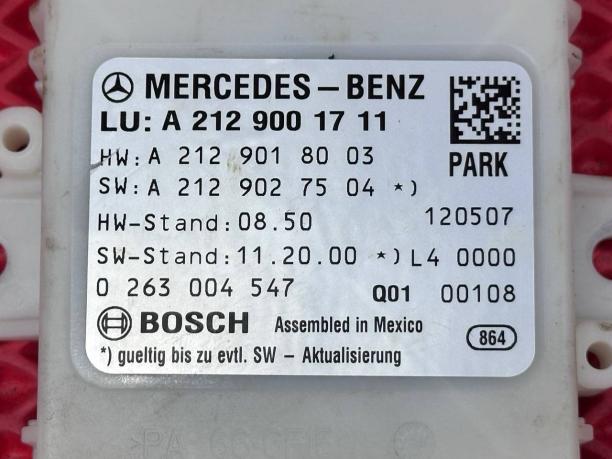 MERCEDES-BENZ
LU: A 212 900 17 11
HW: A 212 901 80 03
PARK
SW: A 212 902 75 04 *)
HW-Stand: 08.50 120507
SW-Stand: 11.20.00 *) L4 0000
0 263 004 547 Q01 00108
BOSCH Assembled in Mexico 864
*) gueltig bis zu evtl. SW - Aktualisierung